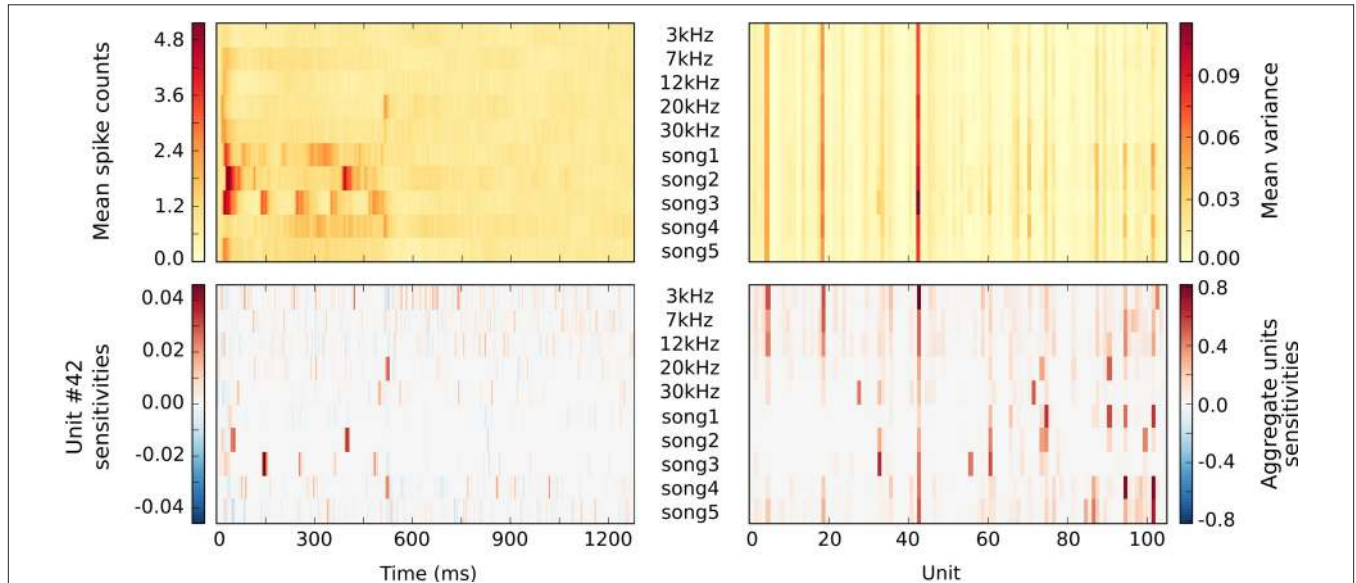 Mean spike counts
4.8
3.6
2.4
1.2
0.0
3kHz
7kHz
12kHz
20kHz
30kHz
song1
song2
song3
song4
song5
0.09
0.06
0.03
0.00
Mean variance
Unit #42
sensitivities
0.04
0.02
0.00
-0.02
-0.04
3kHz
7kHz
12kHz
20kHz
30kHz
song1
song2
song3
song4
song5
0.8
0.4
0.0
-0.4
-0.8
Aggregate units
sensitivities
0 300 600 900 1200
Time (ms)
0 20 40 60 80 100
Unit